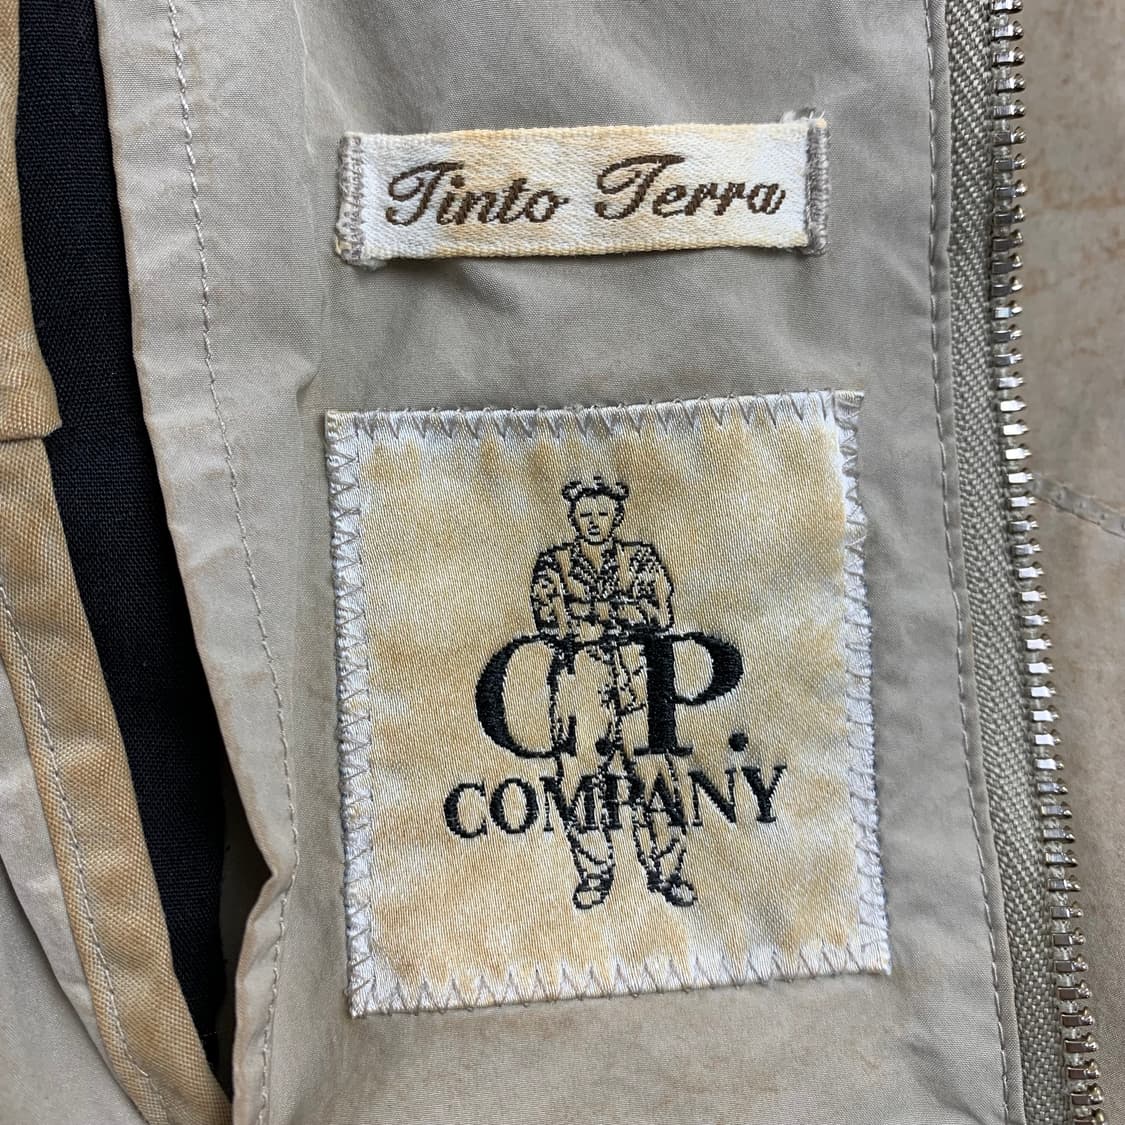 Tinto Terra
C.P.
COMPANY